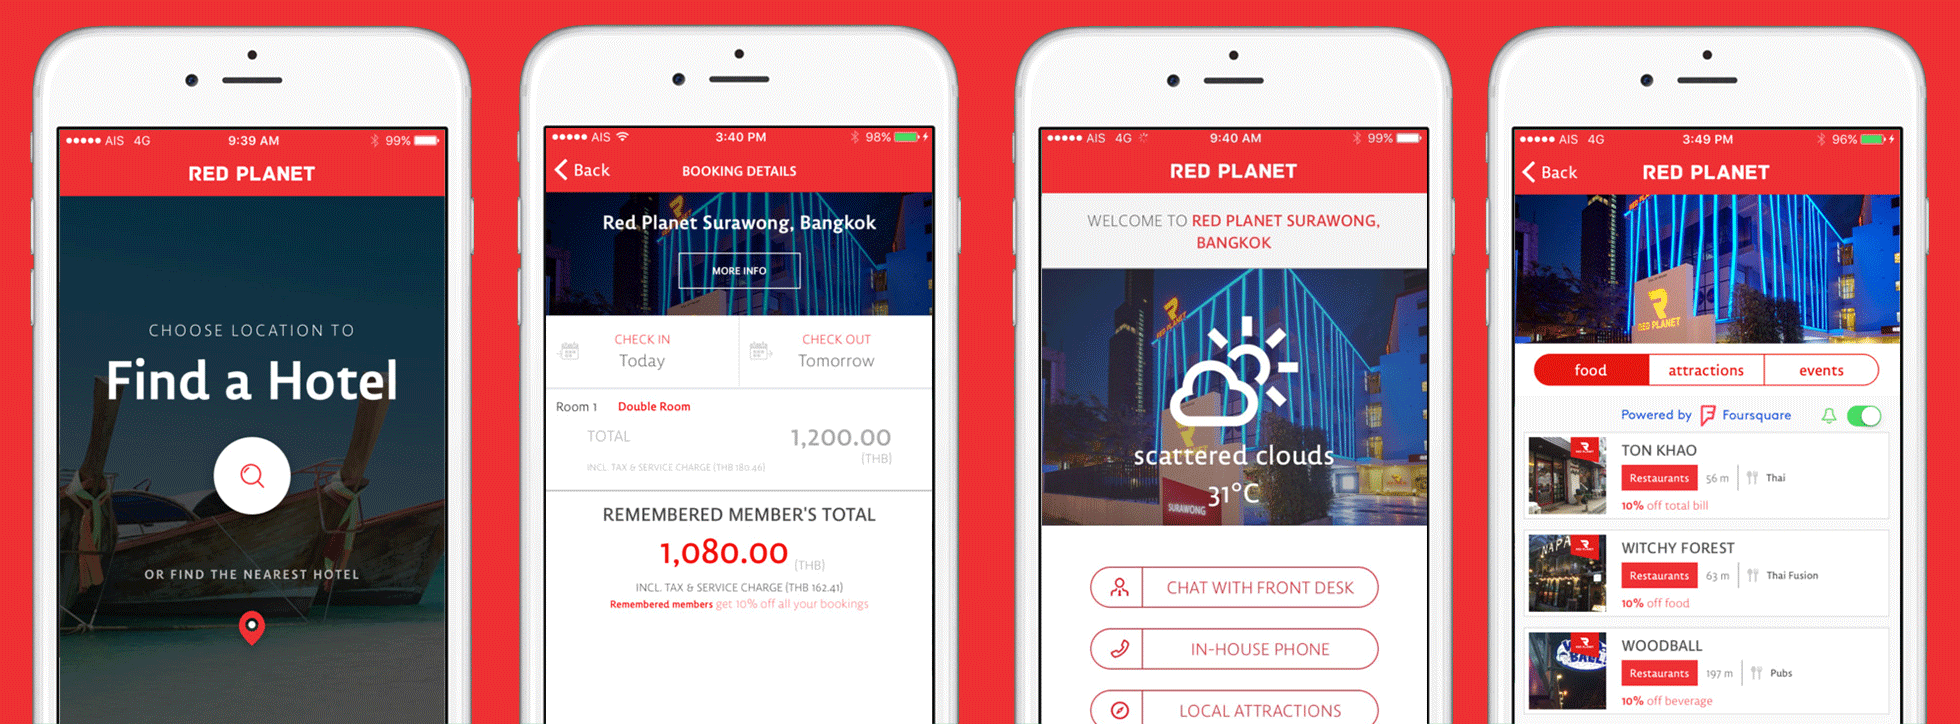 AIS 4G 9:39 AM 99%
RED PLANET
CHOOSE LOCATION TO
Find a Hotel
OR FIND THE NEAREST HOTEL
AIS 3:40 PM 98%
Back BOOKING DETAILS
Red Planet Surawong, Bangkok
MORE INFO
CHECK IN
Today
CHECK OUT
Tomorrow
Room 1 Double Room
TOTAL 1,200.00
(THB)
INCL. TAX & SERVICE CHARGE (THB 180.46)
REMEMBERED MEMBER'S TOTAL
1,080.00 (THB)
INCL. TAX & SERVICE CHARGE (THB 162.41)
Remembered members get 10% off all your bookings
AIS 4G 9:40 AM 99%
RED PLANET
WELCOME TO RED PLANET SURAWONG,
BANGKOK
RED PLANET
scattered clouds
31°C
SURAWONG
CHAT WITH FRONT DESK
IN-HOUSE PHONE
LOCAL ATTRACTIONS
AIS 4G 3:49 PM 96%
Back RED PLANET
RED PLANET
food attractions events
Powered by Foursquare
TON KHAO
Restaurants 56 m Thai
10% off total bill
NAPA
WITCHY FOREST
Restaurants 63 m Thai Fusion
10% off food
WOODBALL
Restaurants 197 m Pubs
10% off beverage